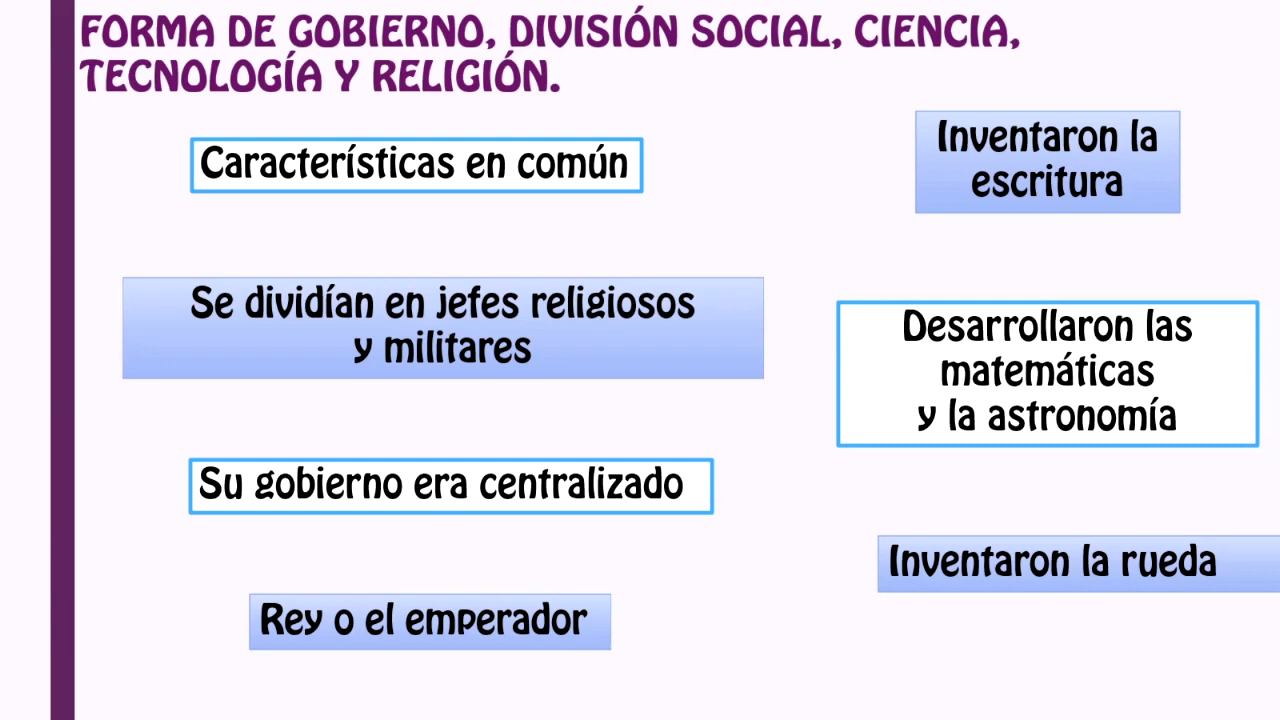 FORMA DE GOBIERNO, DIVISIÓN SOCIAL, CIENCIA,
TECNOLOGÍA Y RELIGIÓN.
Características en común
Se dividían en jefes religiosos
y militares
Su gobierno era centralizado
Rey o el emperador
Inventaron la
escritura
Desarrollaron las
matemáticas
y la astronomía
Inventaron la rueda